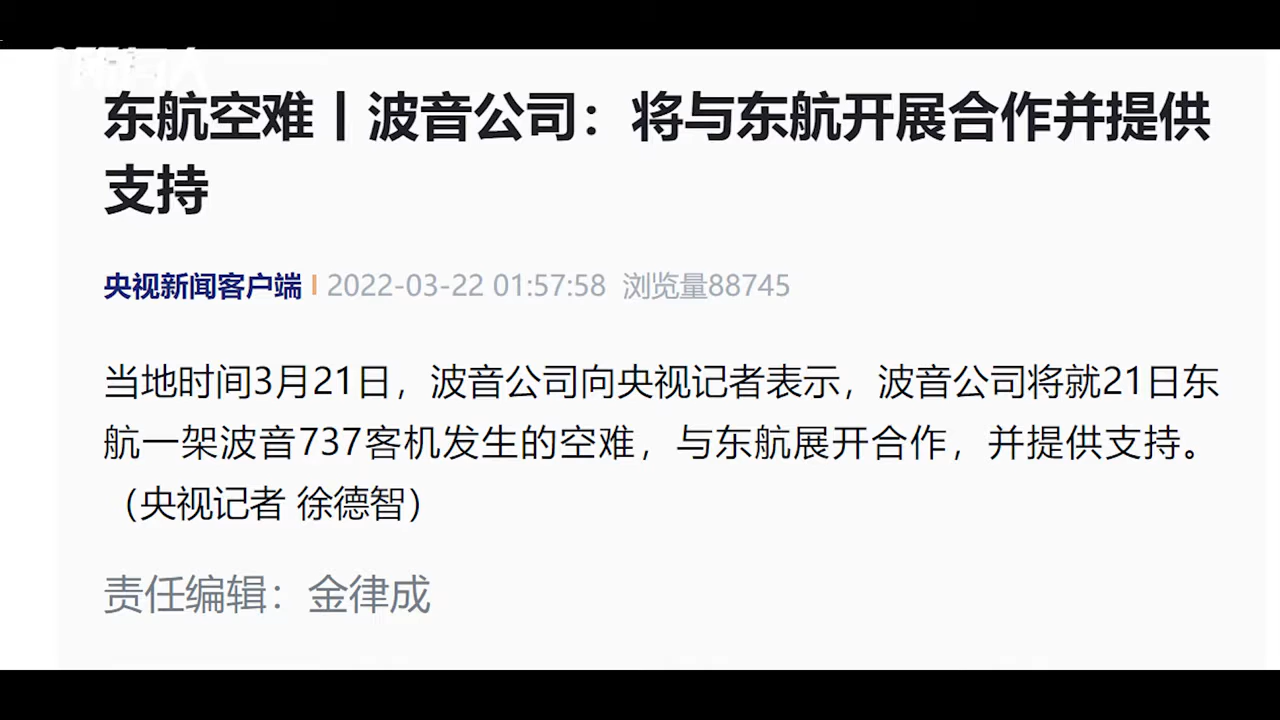 东航空难丨波音公司：将与东航开展合作并提供
支持
央视新闻客户端 2022-03-22 01:57:58 浏览量88745
当地时间3月21日，波音公司向央视记者表示，波音公司将就21日东
航一架波音737客机发生的空难，与东航展开合作，并提供支持。
（央视记者 徐德智）
责任编辑：金律成